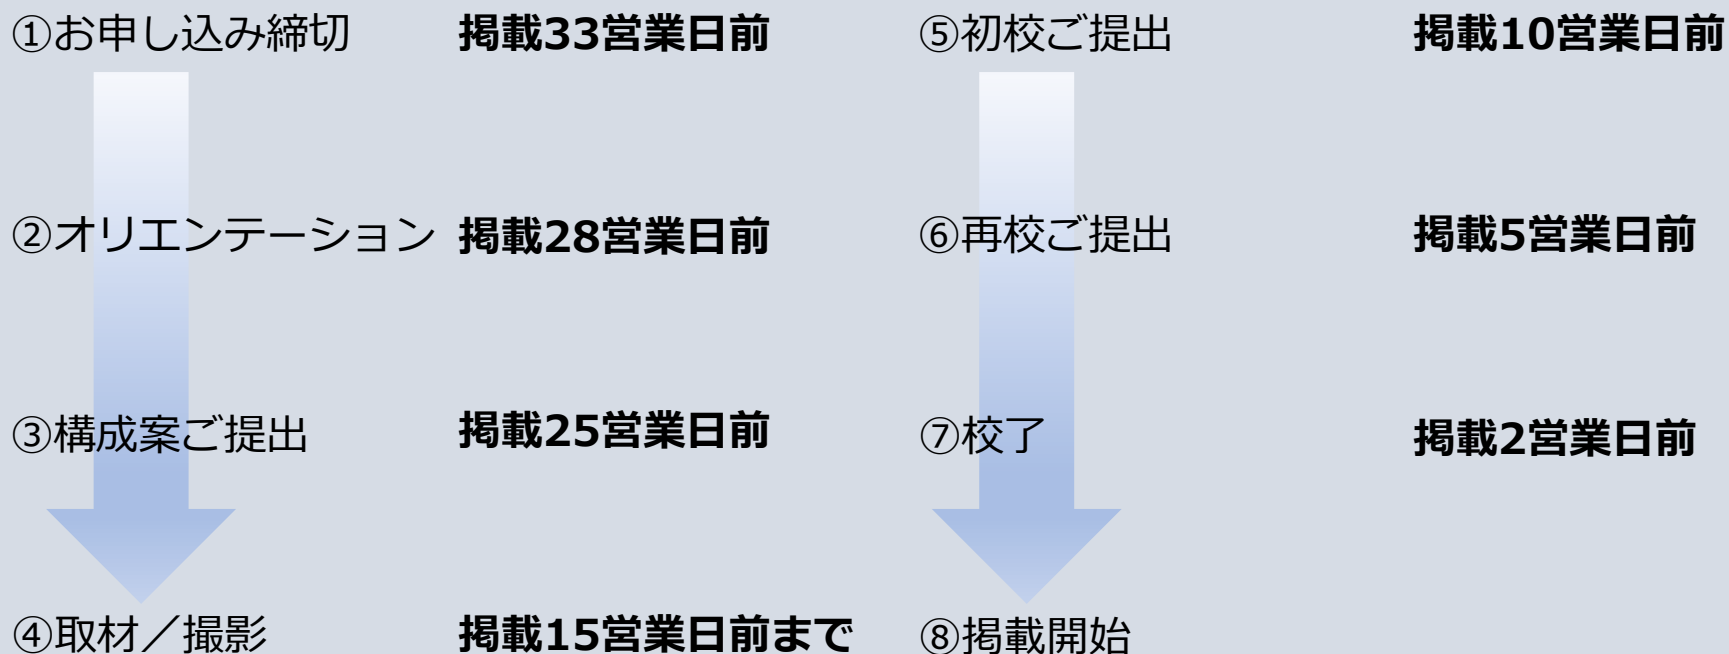 ①お申し込み締切 掲載33営業日前
②オリエンテーション 掲載28営業日前
③構成案ご提出 掲載25営業日前
④取材／撮影 掲載15営業日前まで
⑤初校ご提出 掲載10営業日前
⑥再校ご提出 掲載5営業日前
⑦校了 掲載2営業日前
⑧掲載開始